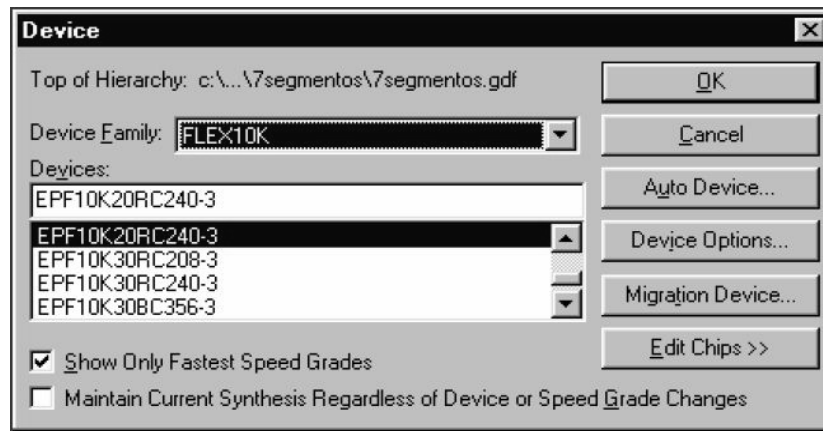 Device
Top of Hierarchy: c:\...\7segmentos\7segmentos.gdf
OK
Device Family: FLEX10K
Cancel
Devices:
EPF10K20RC240-3
Auto Device...
EPF10K20RC240-3
EPF10K30RC208-3
EPF10K30RC240-3
EPF10K30BC356-3
Device Options...
Migration Device...
Edit Chips >>
Show Only Fastest Speed Grades
Maintain Current Synthesis Regardless of Device or Speed Grade Changes